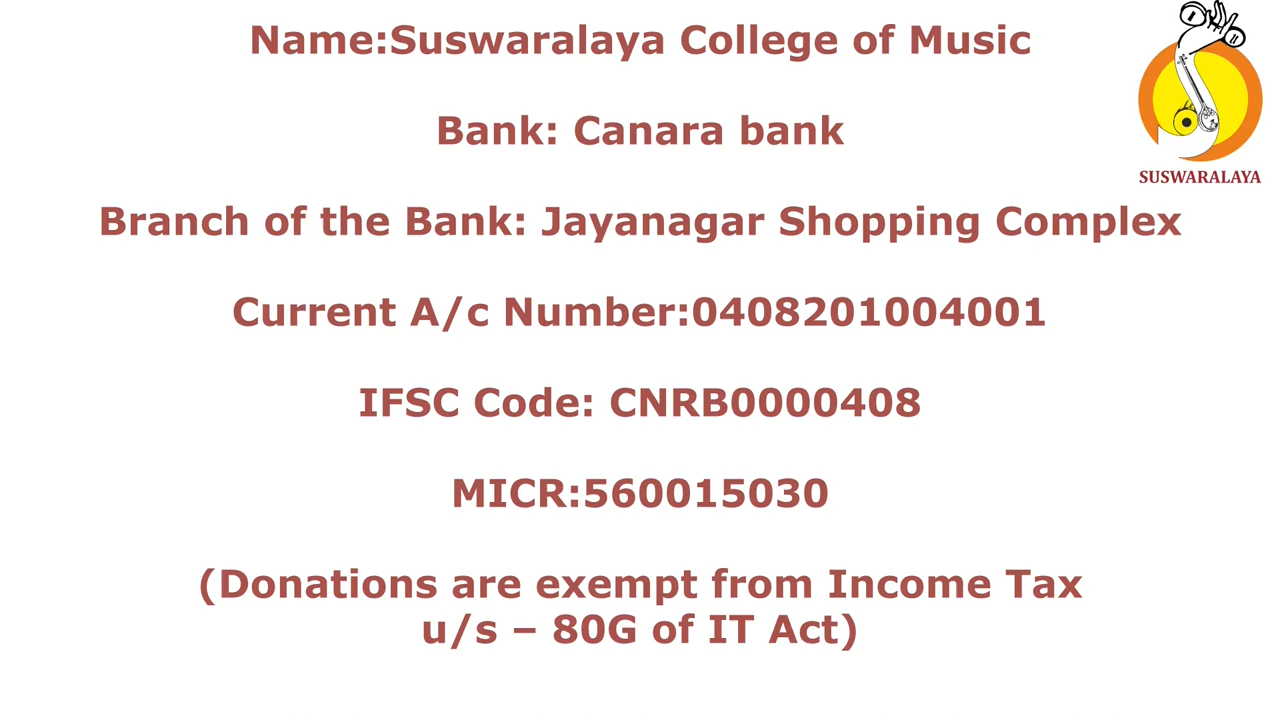 Name:Suswaralaya College of Music
SUSWARALAYA
Bank: Canara bank
Branch of the Bank: Jayanagar Shopping Complex
Current A/c Number:0408201004001
IFSC Code: CNRB0000408
MICR:560015030
(Donations are exempt from Income Tax
u/s – 80G of IT Act)